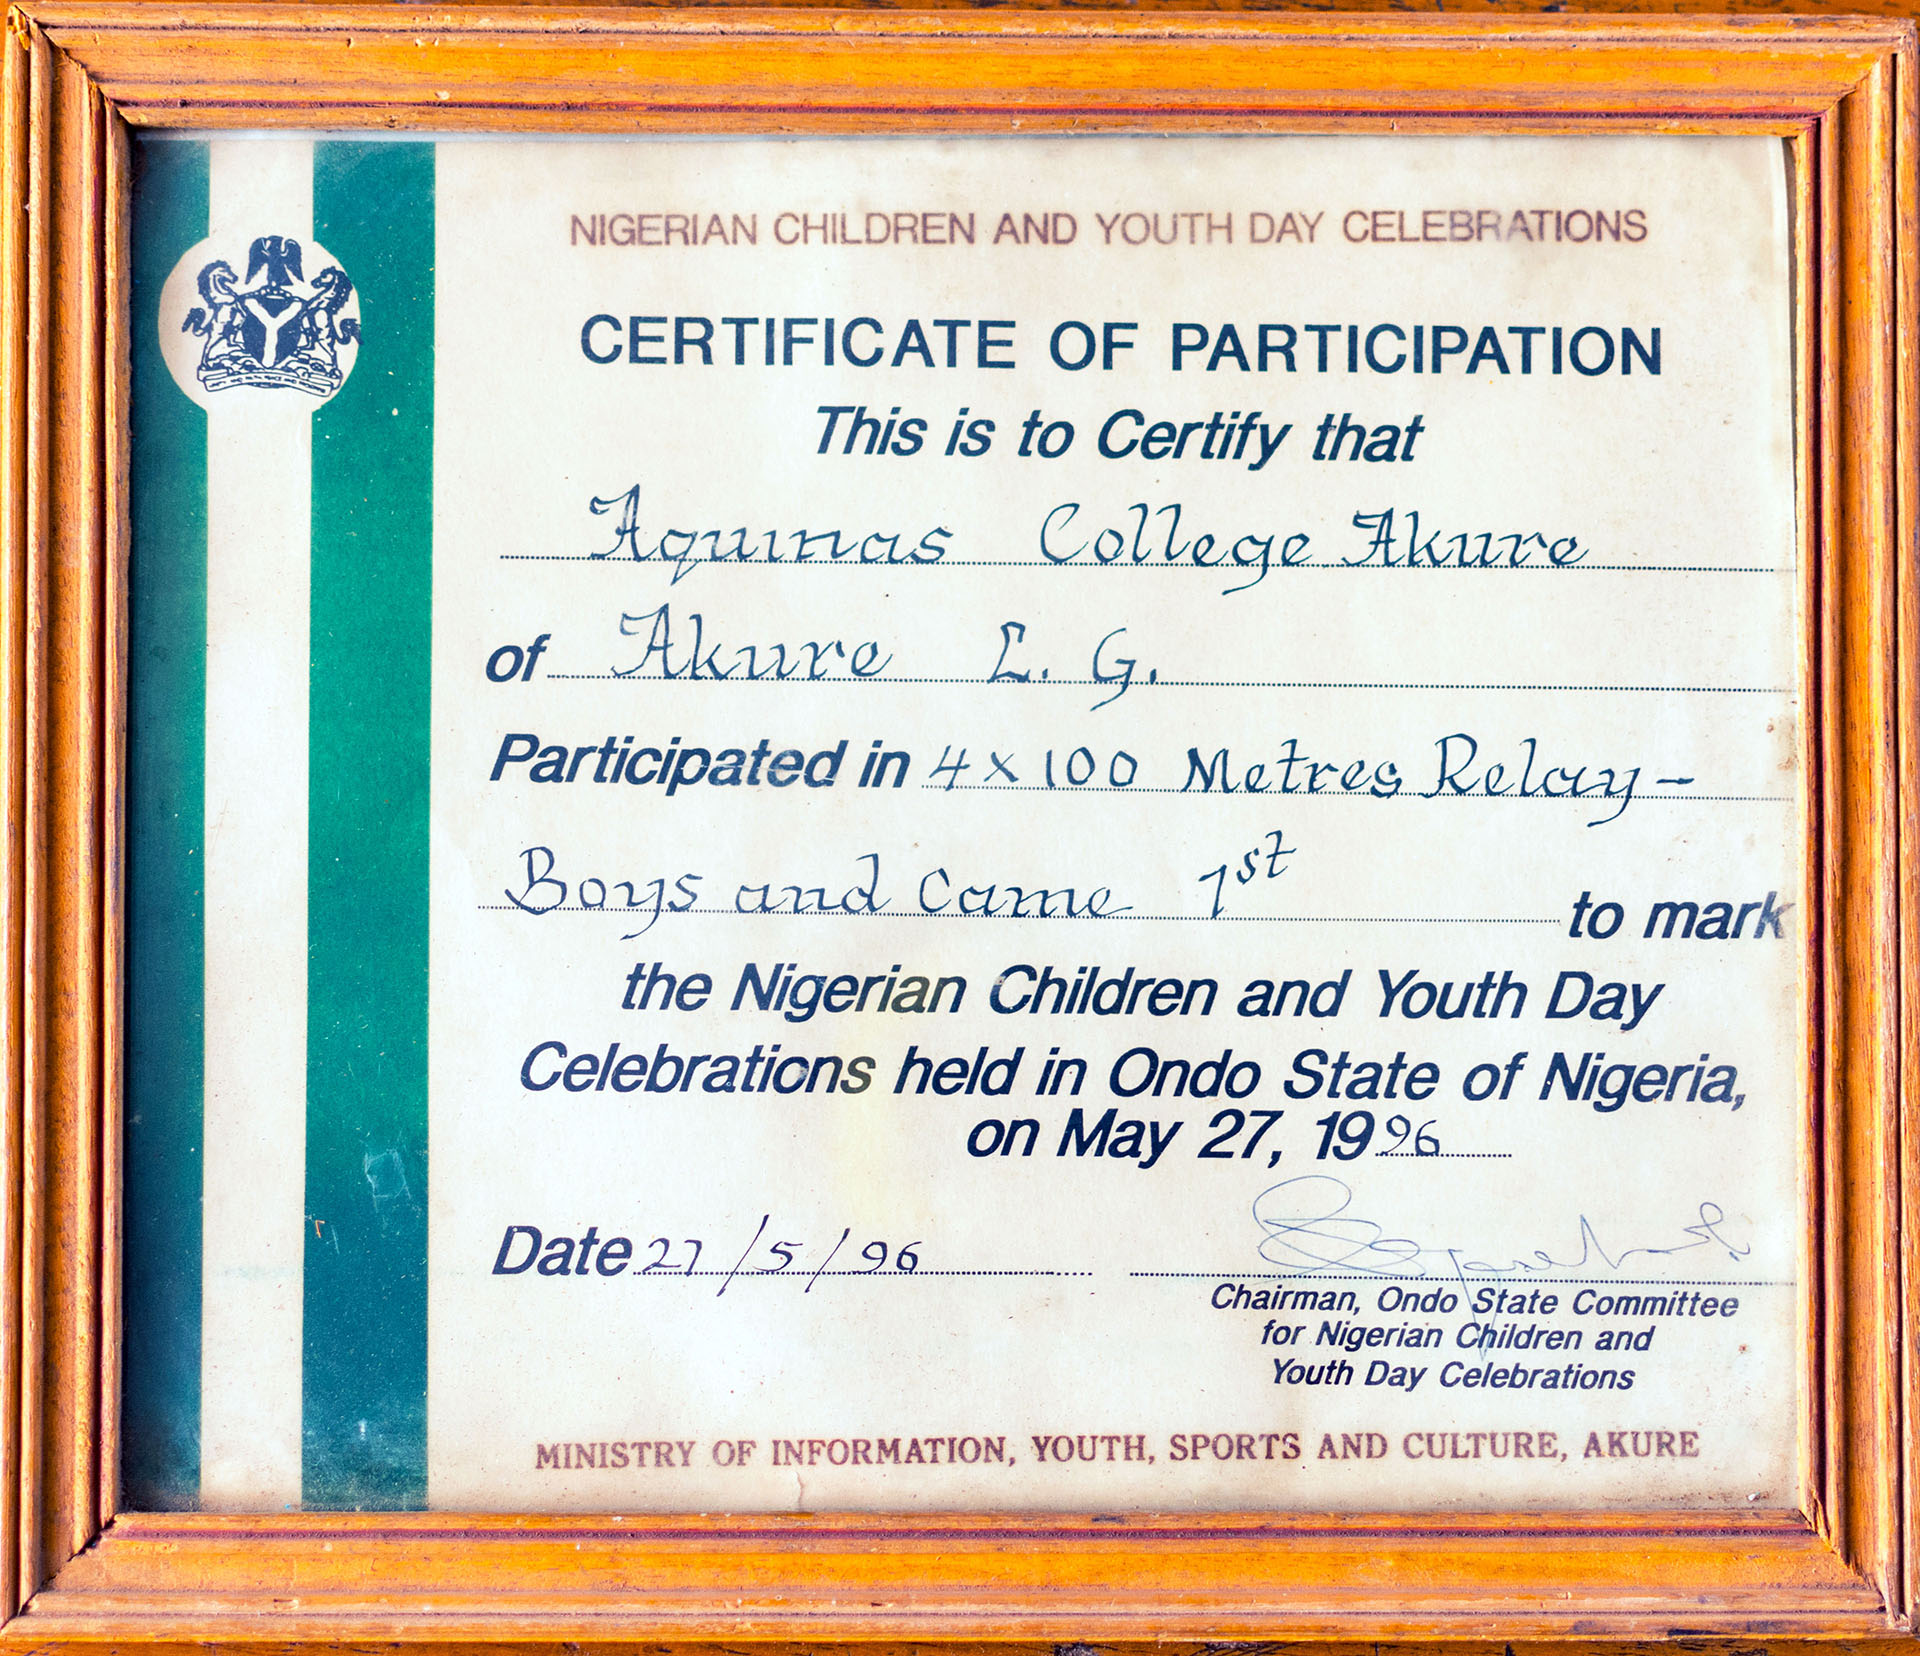 NIGERIAN CHILDREN AND YOUTH DAY CELEBRATIONS
CERTIFICATE OF PARTICIPATION
This is to Certify that
Aquinas College Akure
of Akure L. G.
Participated in 4 x 100 Metres Relay -
Boys and Came 1st to mark
the Nigerian Children and Youth Day
Celebrations held in Ondo State of Nigeria,
on May 27, 1996
Date 27/5/96
Chairman, Ondo State Committee
for Nigerian Children and
Youth Day Celebrations
MINISTRY OF INFORMATION, YOUTH, SPORTS AND CULTURE, AKURE